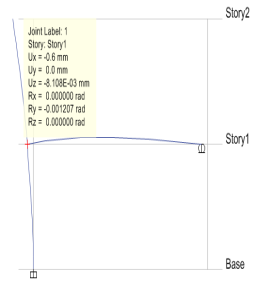 Story2
Joint Label: 1
Story: Story1
Ux = -0.6 mm
Uy = 0.0 mm
Uz = -8.108E-03 mm
Rx = 0.000000 rad
Ry = -0.001207 rad
Rz = 0.000000 rad
Story1
Base